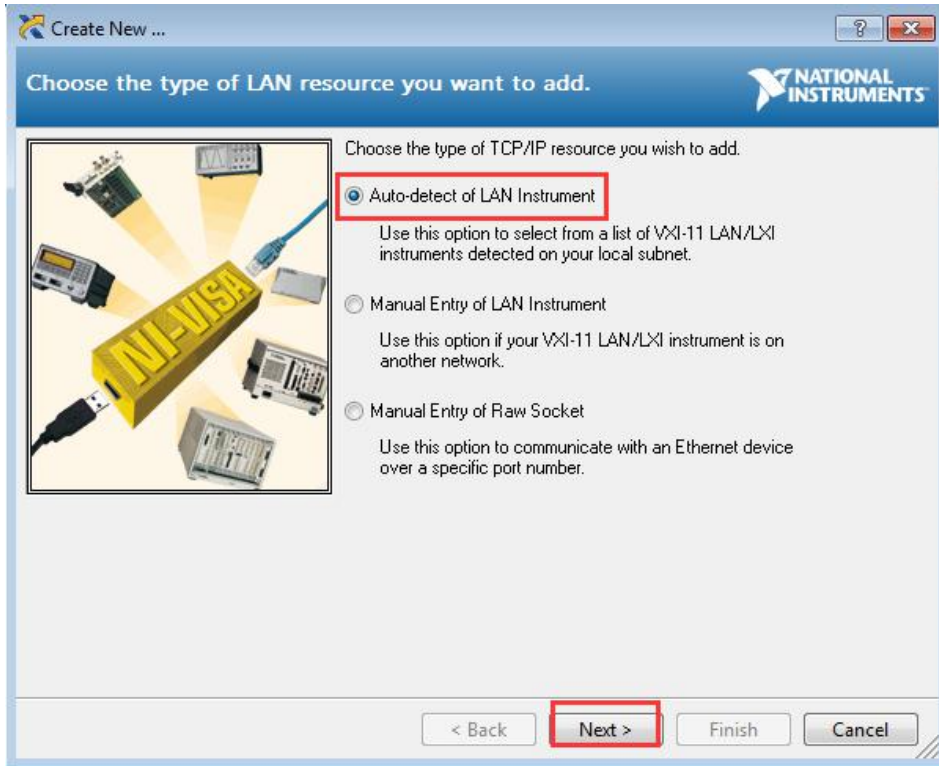 Create New ...
Choose the type of LAN resource you want to add.
NATIONAL
INSTRUMENTS
Choose the type of TCP/IP resource you wish to add.
Auto-detect of LAN Instrument
Use this option to select from a list of VXI-11 LAN/LXI
instruments detected on your local subnet.
NI-VISA
Manual Entry of LAN Instrument
Use this option if your VXI-11 LAN/LXI instrument is on
another network.
Manual Entry of Raw Socket
Use this option to communicate with an Ethernet device
over a specific port number.
< Back Next > Finish Cancel